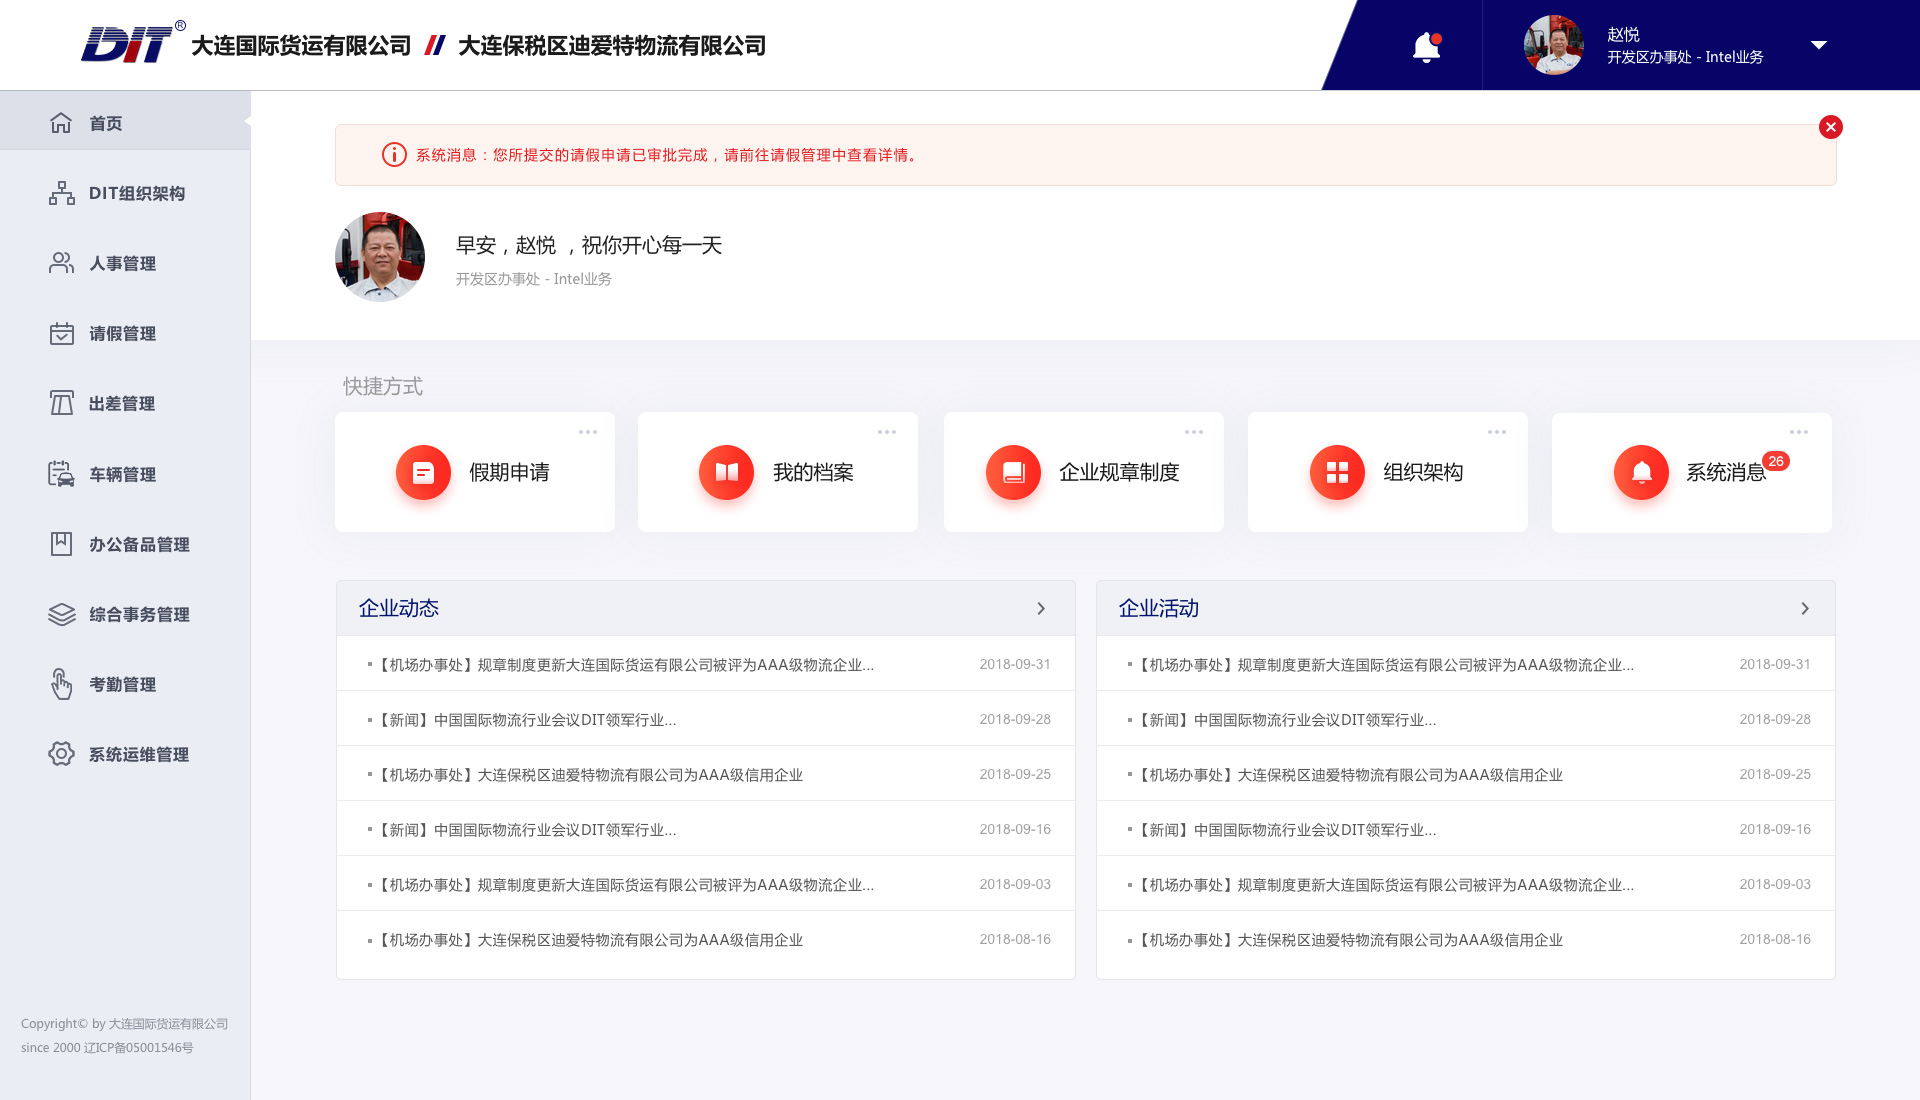 DIT® 大连国际货运有限公司 // 大连保税区迪爱特物流有限公司
赵悦
开发区办事处 - Intel业务
首页
DIT组织架构
人事管理
请假管理
出差管理
车辆管理
办公备品管理
综合事务管理
考勤管理
系统运维管理
Copyright© by 大连国际货运有限公司
since 2000 辽ICP备05001546号
系统消息：您所提交的请假申请已审批完成，请前往请假管理中查看详情。
早安，赵悦 ，祝你开心每一天
开发区办事处 - Intel业务
快捷方式
假期申请
我的档案
企业规章制度
组织架构
系统消息 26
企业动态
【机场办事处】规章制度更新大连国际货运有限公司被评为AAA级物流企业... 2018-09-31
【新闻】中国国际物流行业会议DIT领军行业... 2018-09-28
【机场办事处】大连保税区迪爱特物流有限公司为AAA级信用企业 2018-09-25
【新闻】中国国际物流行业会议DIT领军行业... 2018-09-16
【机场办事处】规章制度更新大连国际货运有限公司被评为AAA级物流企业... 2018-09-03
【机场办事处】大连保税区迪爱特物流有限公司为AAA级信用企业 2018-08-16
企业活动
【机场办事处】规章制度更新大连国际货运有限公司被评为AAA级物流企业... 2018-09-31
【新闻】中国国际物流行业会议DIT领军行业... 2018-09-28
【机场办事处】大连保税区迪爱特物流有限公司为AAA级信用企业 2018-09-25
【新闻】中国国际物流行业会议DIT领军行业... 2018-09-16
【机场办事处】规章制度更新大连国际货运有限公司被评为AAA级物流企业... 2018-09-03
【机场办事处】大连保税区迪爱特物流有限公司为AAA级信用企业 2018-08-16